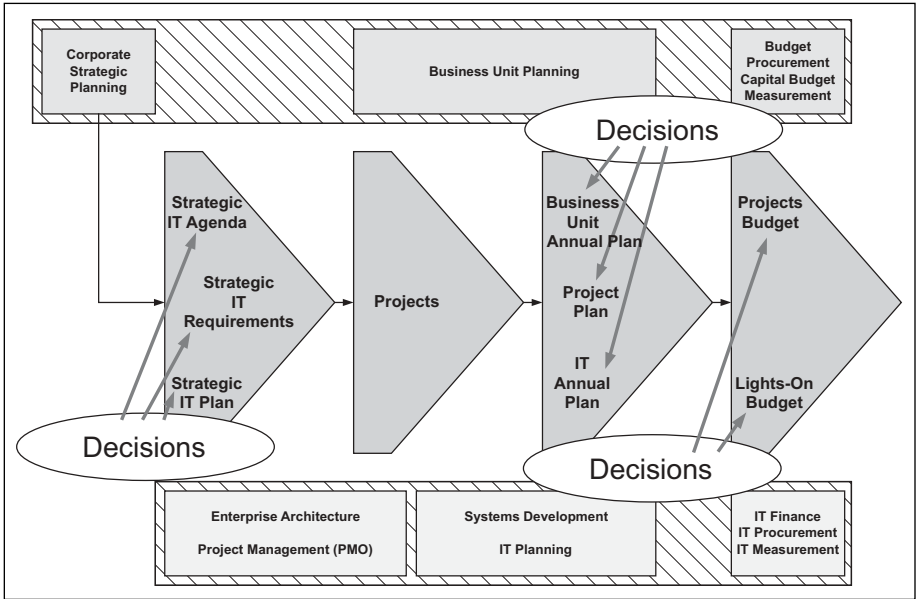 Corporate
Strategic
Planning
Business Unit Planning
Budget
Procurement
Capital Budget
Measurement
Decisions
Strategic
IT Agenda
Strategic
IT
Requirements
Strategic
IT Plan
Decisions
Projects
Business
Unit
Annual Plan
Project
Plan
IT
Annual
Plan
Projects
Budget
Lights-On
Budget
Decisions
Enterprise Architecture
Project Management (PMO)
Systems Development
IT Planning
IT Finance
IT Procurement
IT Measurement